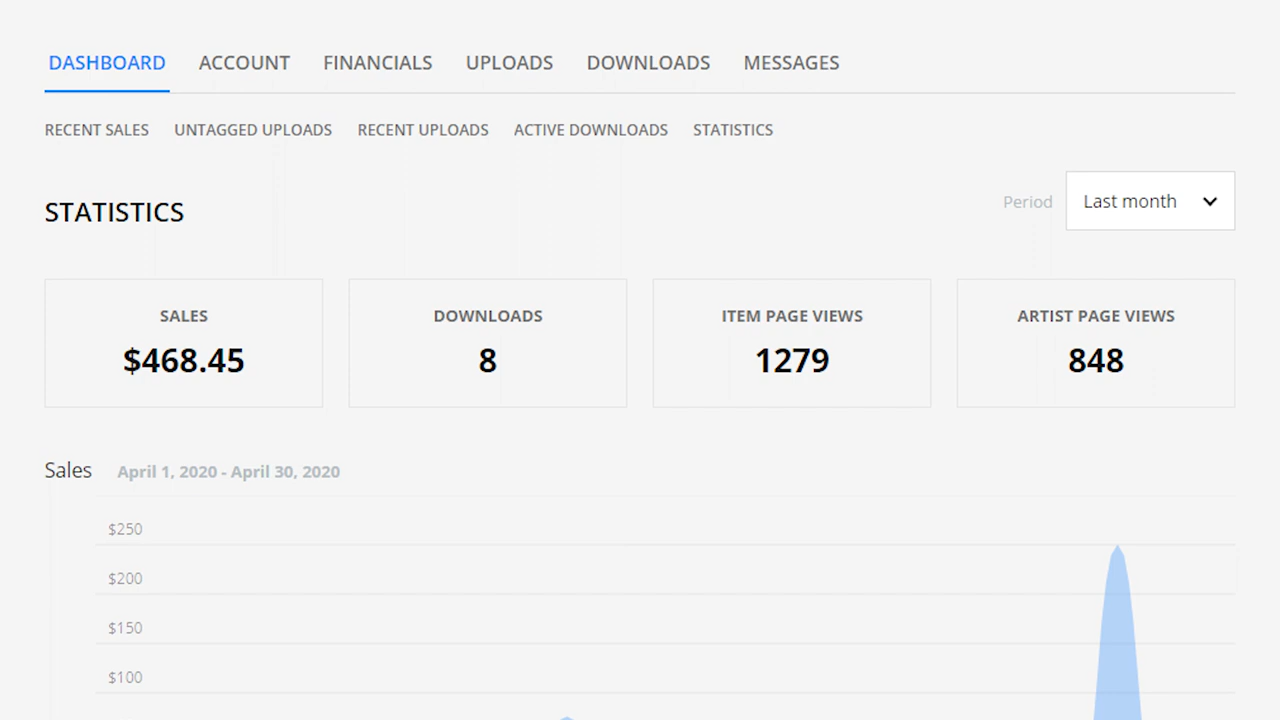 DASHBOARD ACCOUNT FINANCIALS UPLOADS DOWNLOADS MESSAGES
RECENT SALES UNTAGGED UPLOADS RECENT UPLOADS ACTIVE DOWNLOADS STATISTICS
STATISTICS Period Last month
SALES DOWNLOADS ITEM PAGE VIEWS ARTIST PAGE VIEWS
$468.45 8 1279 848
Sales April 1, 2020 - April 30, 2020
$250
$200
$150
$100